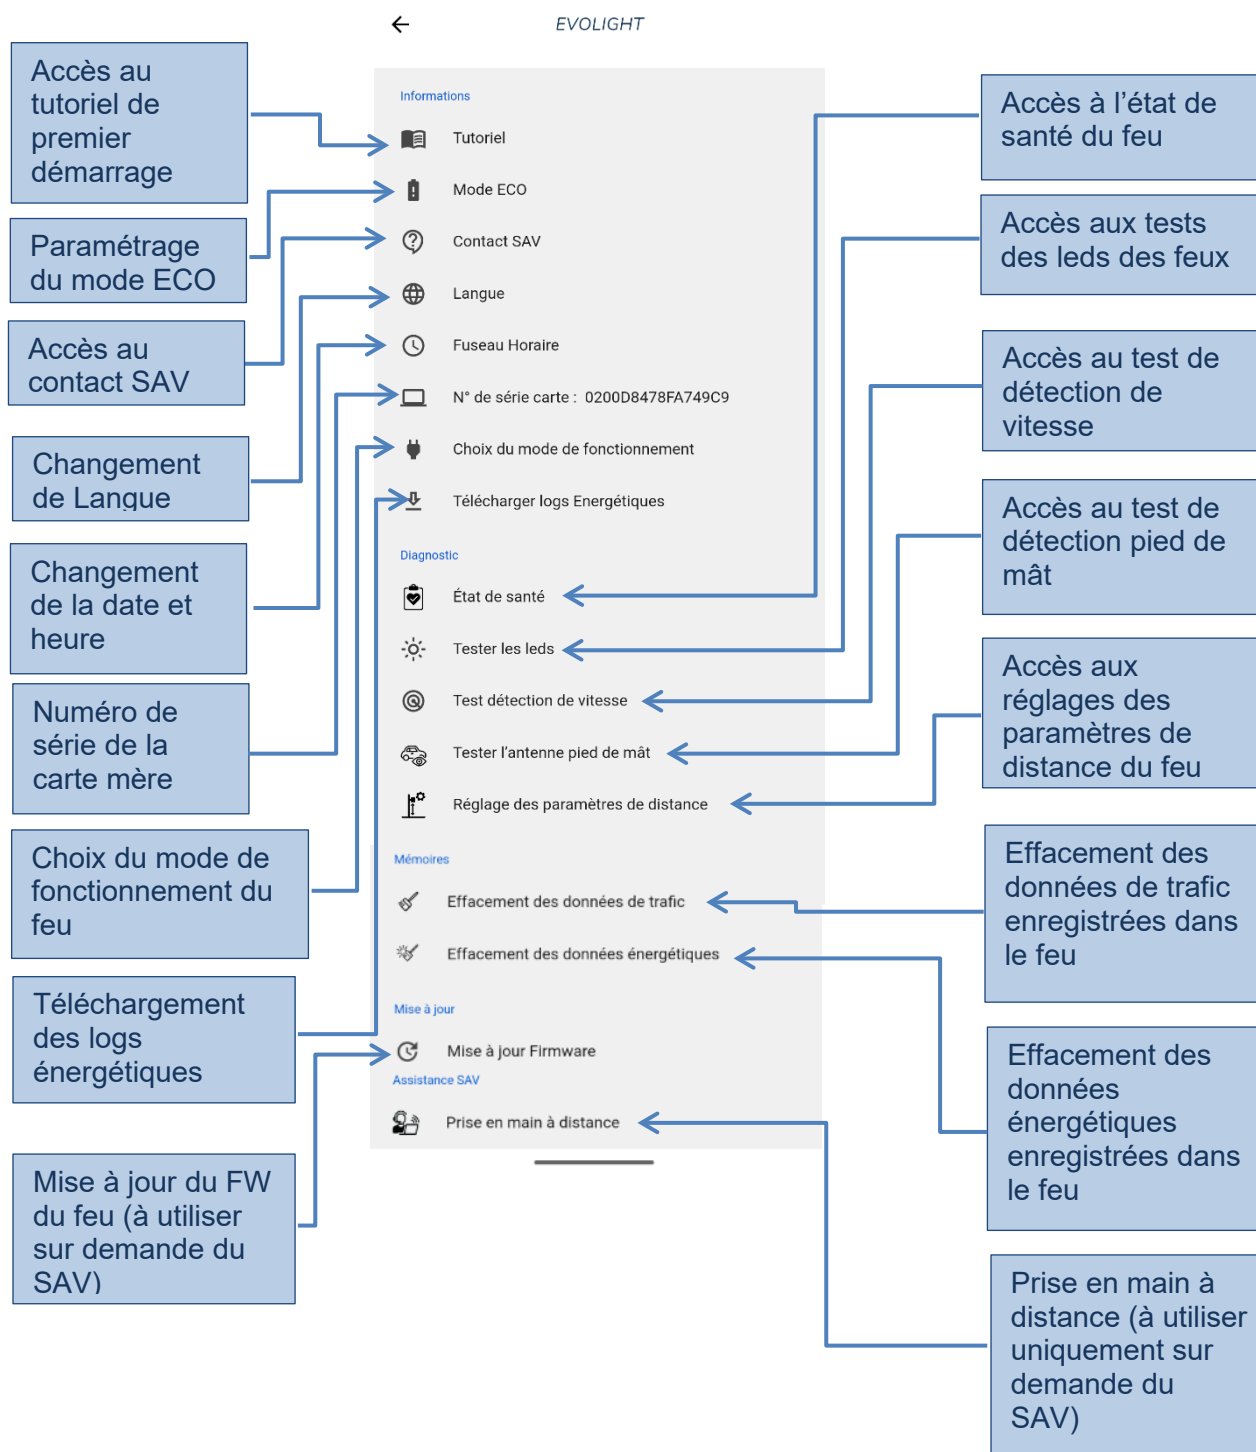 EVOLIGHT
Accès au
tutoriel de
premier
démarrage
Paramétrage
du mode ECO
Accès au
contact SAV
Changement
de Langue
Changement
de la date et
heure
Numéro de
série de la
carte mère
Choix du mode de
fonctionnement du
feu
Téléchargement
des logs
énergétiques
Mise à jour du FW
du feu (à utiliser
sur demande du
SAV)
Informations
Tutoriel
Mode ECO
Contact SAV
Langue
Fuseau Horaire
N° de série carte : 0200D8478FA749C9
Choix du mode de fonctionnement
Télécharger logs Energétiques
Diagnostic
État de santé
Tester les leds
Test détection de vitesse
Tester l'antenne pied de mât
Réglage des paramètres de distance
Mémoires
Effacement des données de trafic
Effacement des données énergétiques
Mise à jour
Mise à jour Firmware
Assistance SAV
Prise en main à distance
Accès à l'état de
santé du feu
Accès aux tests
des leds des feux
Accès au test de
détection de
vitesse
Accès au test de
détection pied de
mât
Accès aux
réglages des
paramètres de
distance du feu
Effacement des
données de trafic
enregistrées dans
le feu
Effacement des
données
énergétiques
enregistrées dans
le feu
Prise en main à
distance (à utiliser
uniquement sur
demande du
SAV)